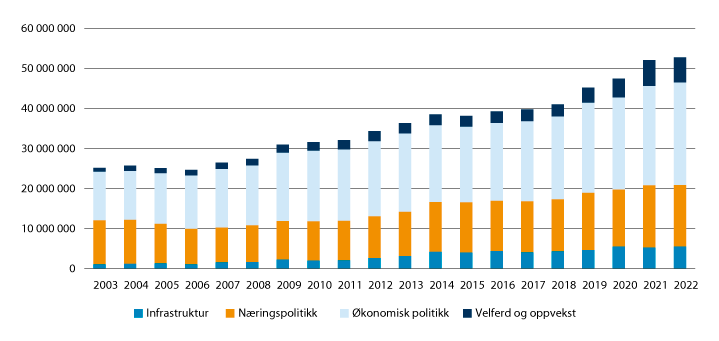 60 000 000
50 000 000
40 000 000
30 000 000
20 000 000
10 000 000
0
2003 2004 2005 2006 2007 2008 2009 2010 2011 2012 2013 2014 2015 2016 2017 2018 2019 2020 2021 2022
Infrastruktur Næringspolitikk Økonomisk politikk Velferd og oppvekst